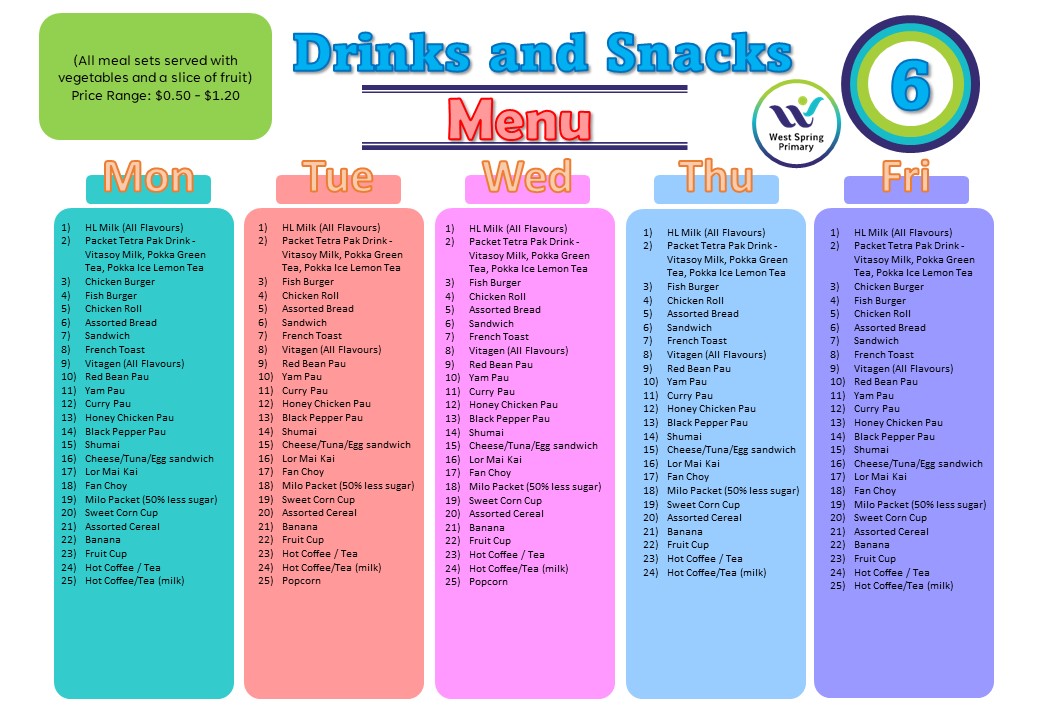 (All meal sets served with
vegetables and a slice of fruit)
Price Range: $0.50 - $1.20
Drinks and Snacks
Menu
West Spring
Primary
6
Mon
1) HL Milk (All Flavours)
2) Packet Tetra Pak Drink -
Vitasoy Milk, Pokka Green
Tea, Pokka Ice Lemon Tea
3) Chicken Burger
4) Fish Burger
5) Chicken Roll
6) Assorted Bread
7) Sandwich
8) French Toast
9) Vitagen (All Flavours)
10) Red Bean Pau
11) Yam Pau
12) Curry Pau
13) Honey Chicken Pau
14) Black Pepper Pau
15) Shumai
16) Cheese/Tuna/Egg sandwich
17) Lor Mai Kai
18) Fan Choy
19) Milo Packet (50% less sugar)
20) Sweet Corn Cup
21) Assorted Cereal
22) Banana
23) Fruit Cup
24) Hot Coffee / Tea
25) Hot Coffee/Tea (milk)
Tue
1) HL Milk (All Flavours)
2) Packet Tetra Pak Drink -
Vitasoy Milk, Pokka Green
Tea, Pokka Ice Lemon Tea
3) Fish Burger
4) Chicken Roll
5) Assorted Bread
6) Sandwich
7) French Toast
8) Vitagen (All Flavours)
9) Red Bean Pau
10) Yam Pau
11) Curry Pau
12) Honey Chicken Pau
13) Black Pepper Pau
14) Shumai
15) Cheese/Tuna/Egg sandwich
16) Lor Mai Kai
17) Fan Choy
18) Milo Packet (50% less sugar)
19) Sweet Corn Cup
20) Assorted Cereal
21) Banana
22) Fruit Cup
23) Hot Coffee / Tea
24) Hot Coffee/Tea (milk)
25) Popcorn
Wed
1) HL Milk (All Flavours)
2) Packet Tetra Pak Drink -
Vitasoy Milk, Pokka Green
Tea, Pokka Ice Lemon Tea
3) Fish Burger
4) Chicken Roll
5) Assorted Bread
6) Sandwich
7) French Toast
8) Vitagen (All Flavours)
9) Red Bean Pau
10) Yam Pau
11) Curry Pau
12) Honey Chicken Pau
13) Black Pepper Pau
14) Shumai
15) Cheese/Tuna/Egg sandwich
16) Lor Mai Kai
17) Fan Choy
18) Milo Packet (50% less sugar)
19) Sweet Corn Cup
20) Assorted Cereal
21) Banana
22) Fruit Cup
23) Hot Coffee / Tea
24) Hot Coffee/Tea (milk)
25) Popcorn
Thu
1) HL Milk (All Flavours)
2) Packet Tetra Pak Drink -
Vitasoy Milk, Pokka Green
Tea, Pokka Ice Lemon Tea
3) Fish Burger
4) Chicken Roll
5) Assorted Bread
6) Sandwich
7) French Toast
8) Vitagen (All Flavours)
9) Red Bean Pau
10) Yam Pau
11) Curry Pau
12) Honey Chicken Pau
13) Black Pepper Pau
14) Shumai
15) Cheese/Tuna/Egg sandwich
16) Lor Mai Kai
17) Fan Choy
18) Milo Packet (50% less sugar)
19) Sweet Corn Cup
20) Assorted Cereal
21) Banana
22) Fruit Cup
23) Hot Coffee / Tea
24) Hot Coffee/Tea (milk)
Fri
1) HL Milk (All Flavours)
2) Packet Tetra Pak Drink -
Vitasoy Milk, Pokka Green
Tea, Pokka Ice Lemon Tea
3) Chicken Burger
4) Fish Burger
5) Chicken Roll
6) Assorted Bread
7) Sandwich
8) French Toast
9) Vitagen (All Flavours)
10) Red Bean Pau
11) Yam Pau
12) Curry Pau
13) Honey Chicken Pau
14) Black Pepper Pau
15) Shumai
16) Cheese/Tuna/Egg sandwich
17) Lor Mai Kai
18) Fan Choy
19) Milo Packet (50% less sugar)
20) Sweet Corn Cup
21) Assorted Cereal
22) Banana
23) Fruit Cup
24) Hot Coffee / Tea
25) Hot Coffee/Tea (milk)